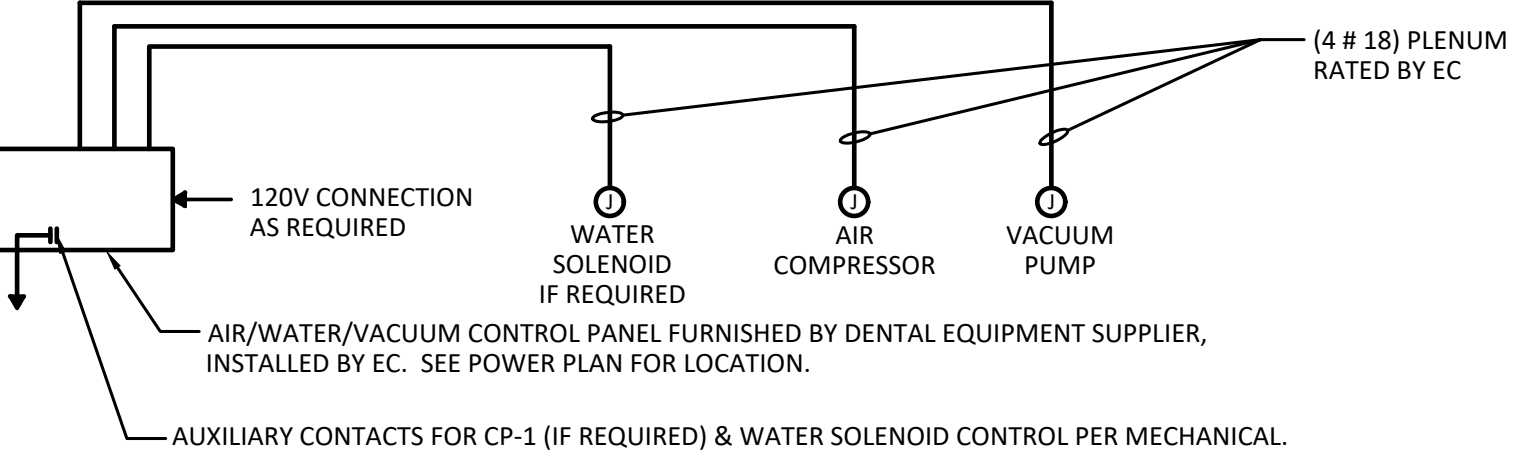 (4 # 18) PLENUM
RATED BY EC
120V CONNECTION
AS REQUIRED
J
WATER
SOLENOID
IF REQUIRED
J
AIR
COMPRESSOR
J
VACUUM
PUMP
AIR/WATER/VACUUM CONTROL PANEL FURNISHED BY DENTAL EQUIPMENT SUPPLIER,
INSTALLED BY EC. SEE POWER PLAN FOR LOCATION.
AUXILIARY CONTACTS FOR CP-1 (IF REQUIRED) & WATER SOLENOID CONTROL PER MECHANICAL.